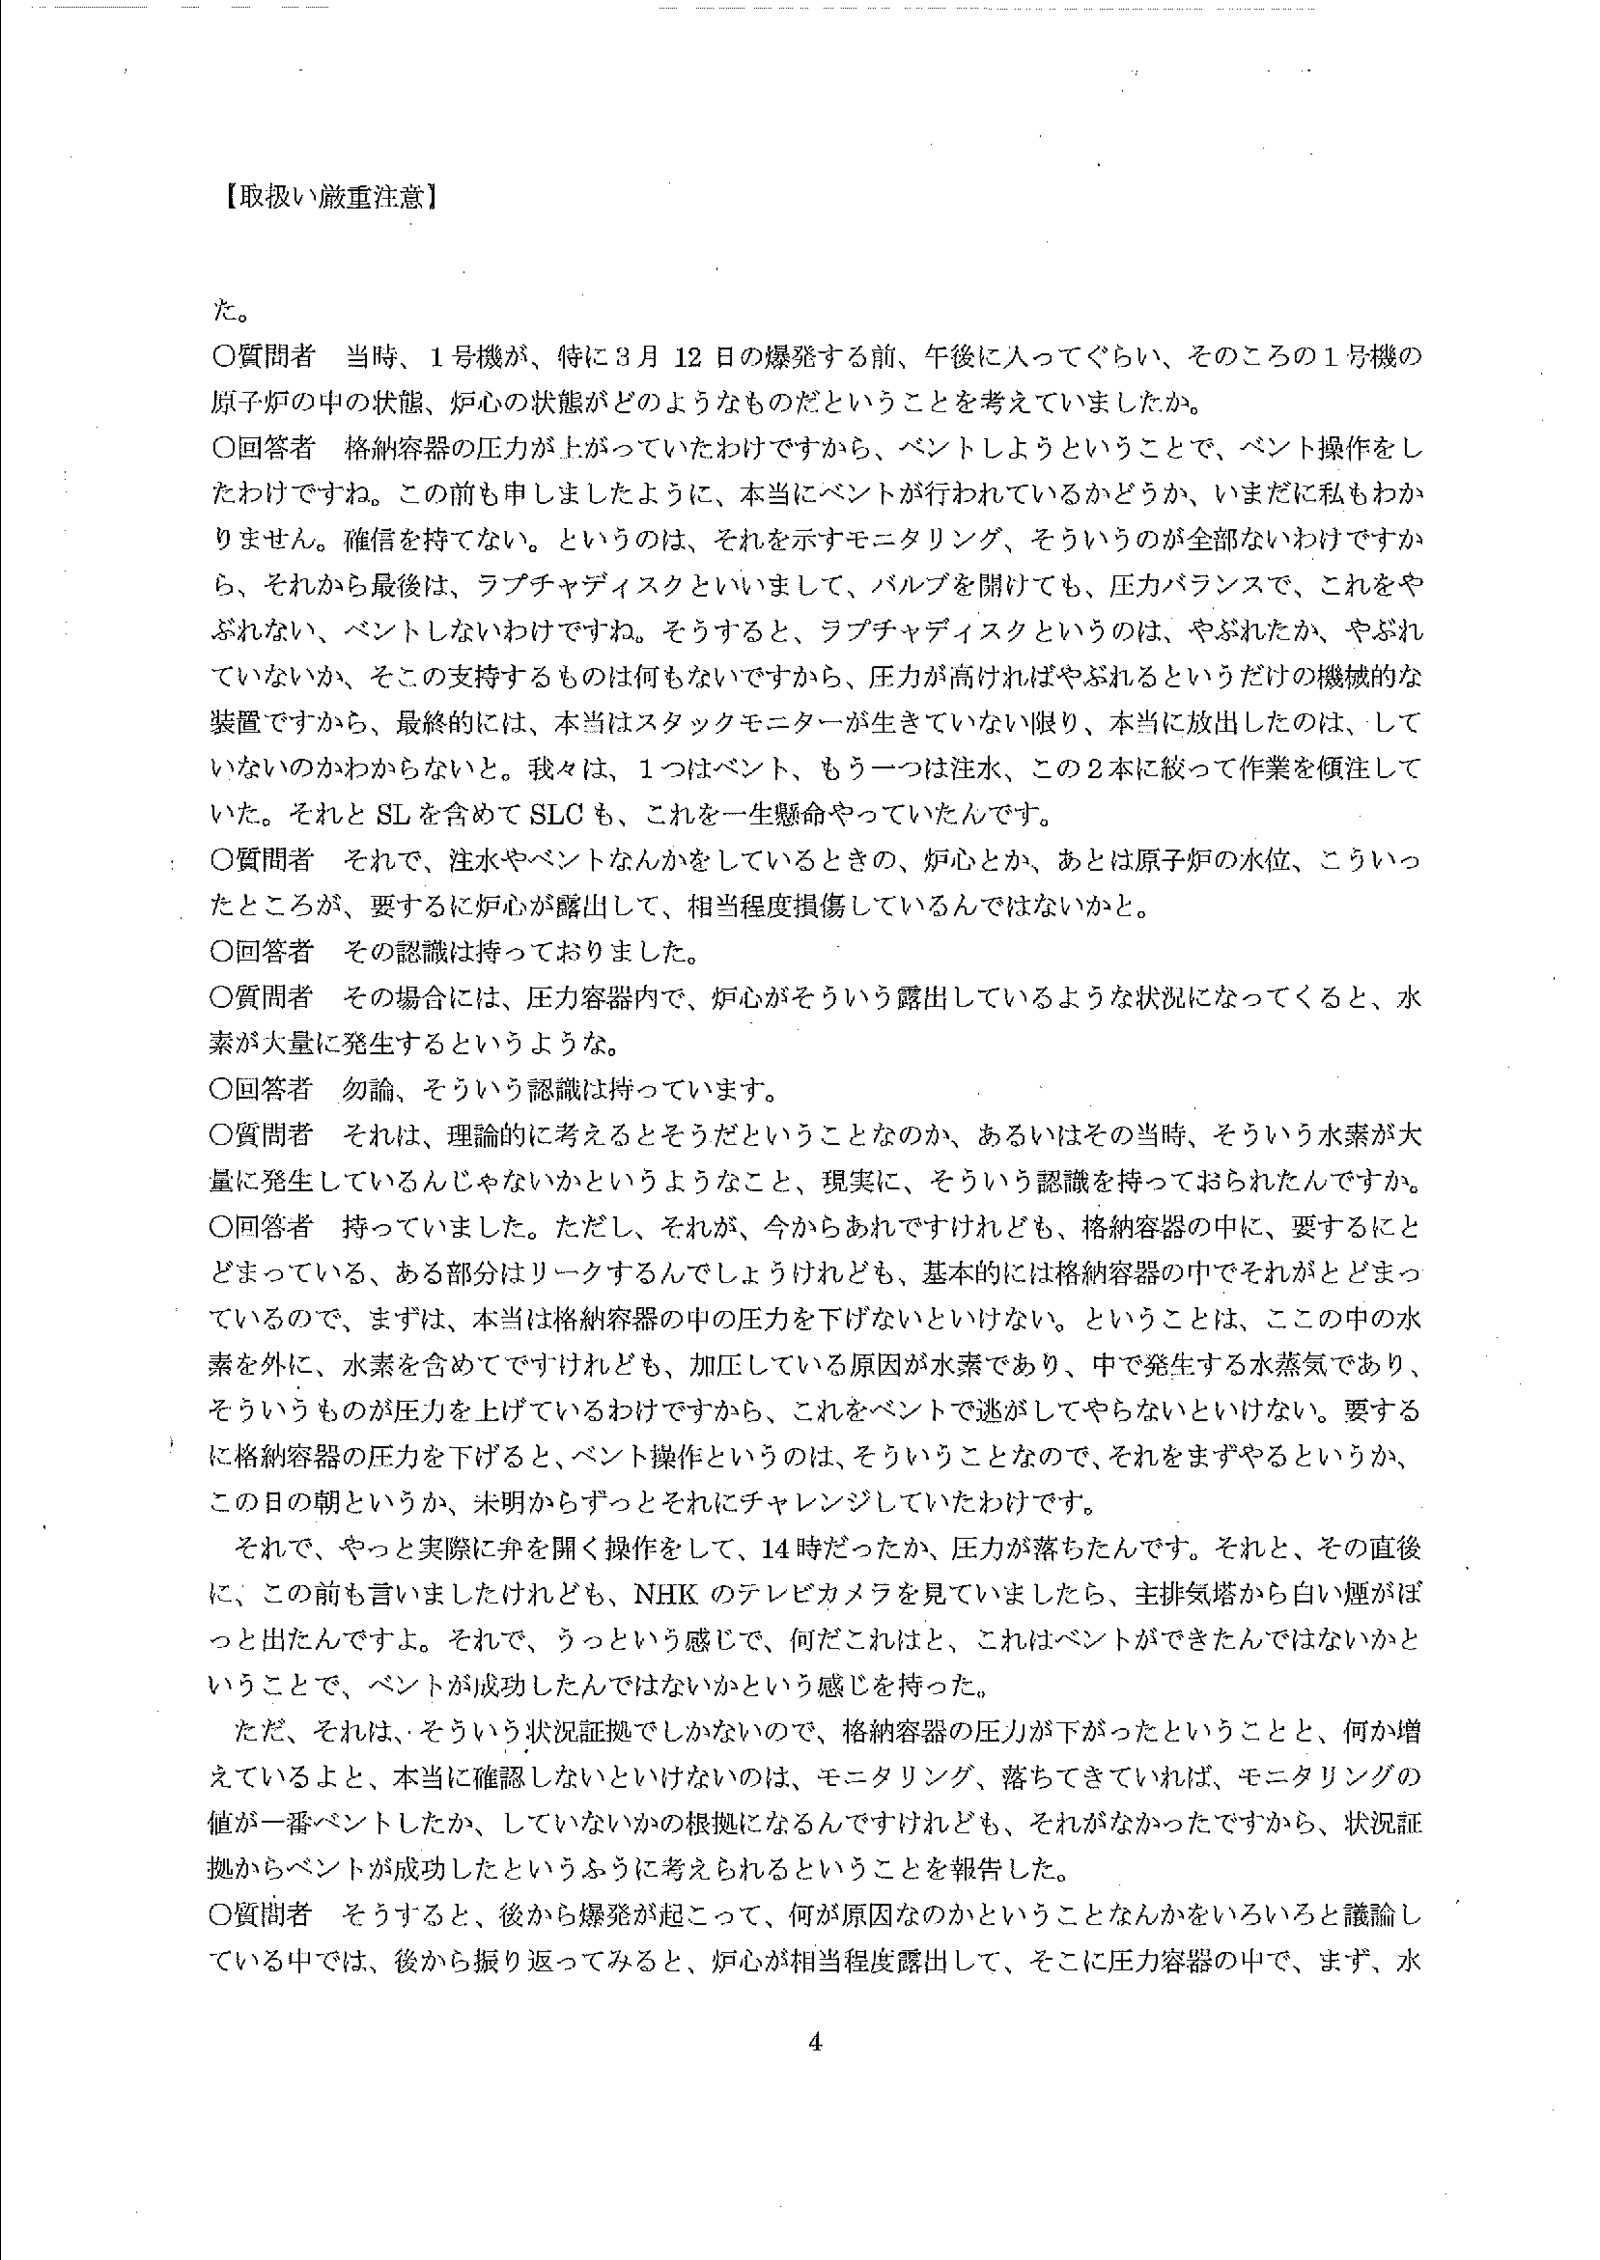 【取扱い厳重注意】
た。
○質問者　当時、1号機が、特に3月 12 日の爆発する前、午後に入ってぐらい、そのころの1号機の
原子炉の中の状態、炉心の状態がどのようなものだということを考えていましたか。
○回答者　格納容器の圧力が上がっていたわけですから、ベントしようということで、ベント操作をし
たわけですね。この前も申しましたように、本当にベントが行われているかどうか、いまだに私もわか
りません。確信を持てない。というのは、それを示すモニタリング、そういうのが全部ないわけですか
ら、それから最後は、ラプチャディスクといいまして、バルブを開けても、圧力バランスで、これをや
ぶれない、ベントしないわけですね。そうすると、ラプチャディスクというのは、やぶれたか、やぶれ
ていないか、そこの支持するものは何もないですから、圧力が高ければやぶれるというだけの機械的な
装置ですから、最終的には、本当はスタックモニターが生きていない限り、本当に放出したのは、して
いないのかわからないと。我々は、1つはベント、もう一つは注水、この2本に絞って作業を傾注して
いた。それと SL を含めて SLC も、これを一生懸命やっていたんです。
○質問者　それで、注水やベントなんかをしているときの、炉心とか、あとは原子炉の水位、こういっ
たところが、要するに炉心が露出して、相当程度損傷しているんではないかと。
○回答者　その認識は持っておりました。
○質問者　その場合には、圧力容器内で、炉心がそういう露出しているような状況になってくると、水
素が大量に発生するというような。
○回答者　勿論、そういう認識は持っています。
○質問者　それは、理論的に考えるとそうだということなのか、あるいはその当時、そういう水素が大
量に発生しているんじゃないかというようなこと、現実に、そういう認識を持っておられたんですか。
○回答者　持っていました。ただし、それが、今からあれですけれども、格納容器の中に、要するにと
どまっている、ある部分はリークするんでしょうけれども、基本的には格納容器の中でそれがとどまっ
ているので、まずは、本当は格納容器の中の圧力を下げないといけない。ということは、ここの中の水
素を外に、水素を含めてですけれども、加圧している原因が水素であり、中で発生する水蒸気であり、
そういうものが圧力を上げているわけですから、これをベントで逃がしてやらないといけない。要する
に格納容器の圧力を下げると、ベント操作というのは、そういうことなので、それをまずやるというか、
この日の朝というか、未明からずっとそれにチャレンジしていたわけです。
　それで、やっと実際に弁を開く操作をして、14時だったか、圧力が落ちたんです。それと、その直後
に、この前も言いましたけれども、NHK のテレビカメラを見ていましたら、主排気塔から白い煙がぼ
っと出たんですよ。それで、うっという感じで、何だこれはと、これはベントができたんではないかと
いうことで、ベントが成功したんではないかという感じを持った。
　ただ、それは、そういう状況証拠でしかないので、格納容器の圧力が下がったということと、何か増
えているよと、本当に確認しないといけないのは、モニタリング、落ちてきていれば、モニタリングの
値が一番ベントしたか、していないかの根拠になるんですけれども、それがなかったですから、状況証
拠からベントが成功したというふうに考えられるということを報告した。
○質問者　そうすると、後から爆発が起こって、何が原因なのかということなんかをいろいろと議論し
ている中では、後から振り返ってみると、炉心が相当程度露出して、そこに圧力容器の中で、まず、水
4